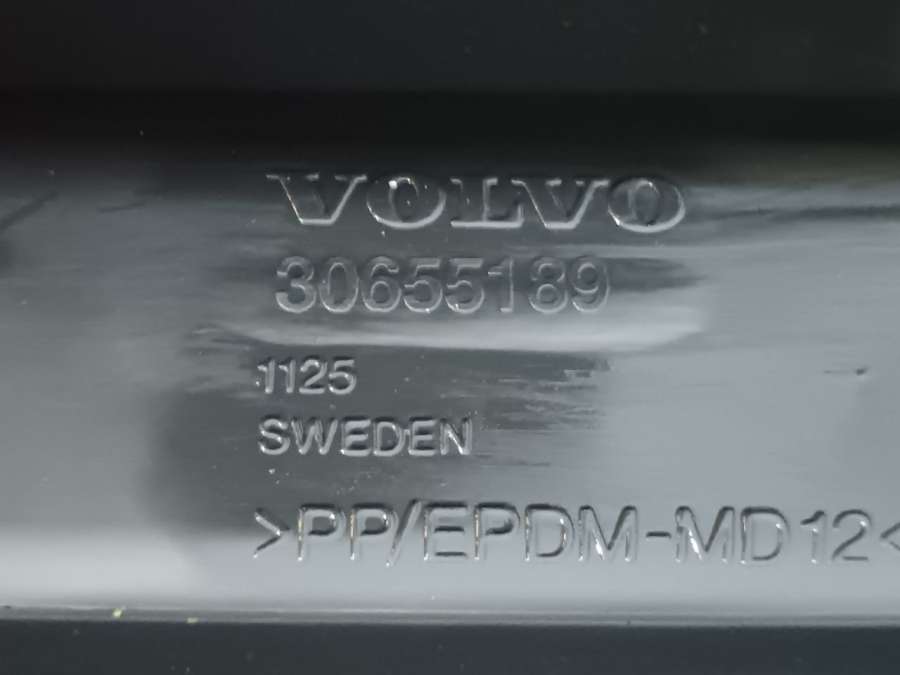 VOLVO
30655189
1125
SWEDEN
>PP/EPDM-MD12<